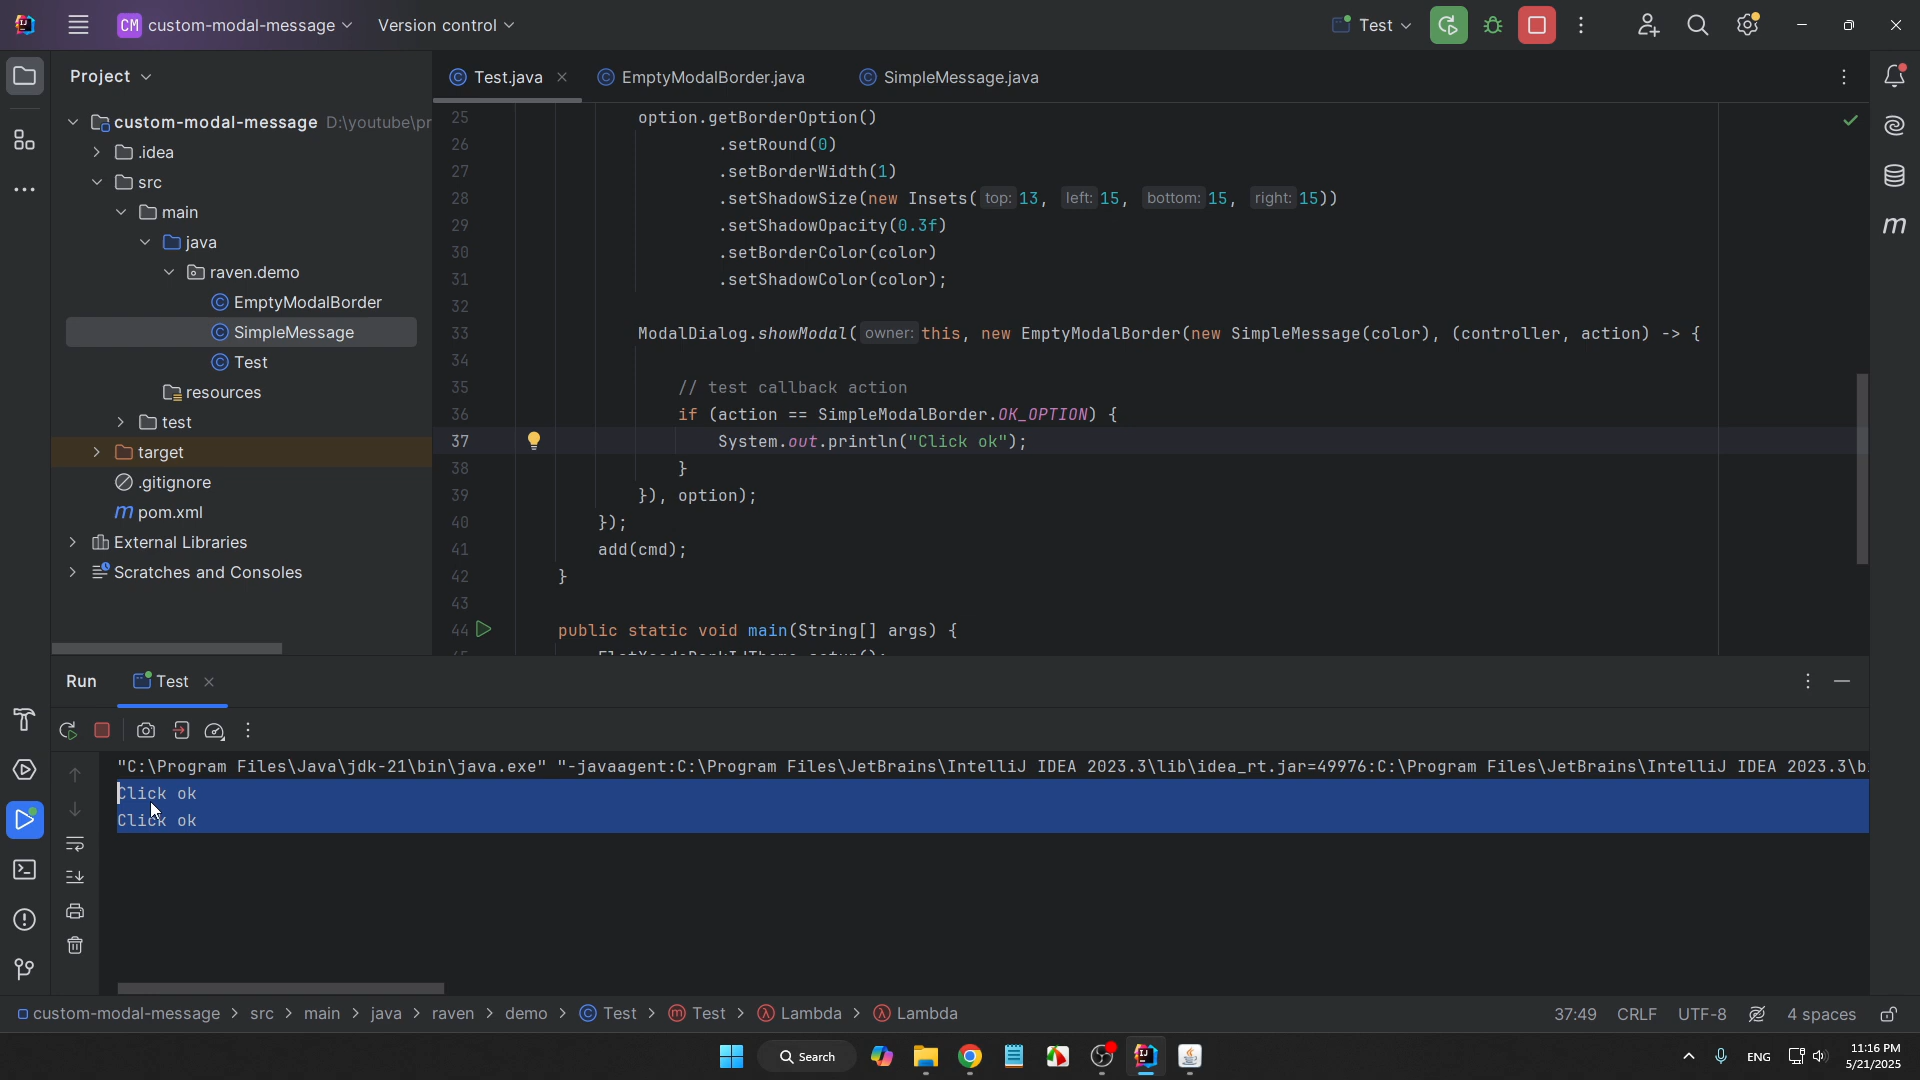 CM custom-modal-message
Version control
Test
Project
Test.java
EmptyModalBorder.java
SimpleMessage.java
custom-modal-message D:\youtube\pr
.idea
src
main
java
raven.demo
EmptyModalBorder
SimpleMessage
Test
resources
test
target
.gitignore
m pom.xml
External Libraries
Scratches and Consoles
25 option.getBorderOption()
26 .setRound(0)
27 .setBorderWidth(1)
28 .setShadowSize(new Insets( top: 13, left: 15, bottom: 15, right: 15))
29 .setShadowOpacity(0.3f)
30 .setBorderColor(color)
31 .setShadowColor(color);
32
33 ModalDialog.showModal( owner: this, new EmptyModalBorder(new SimpleMessage(color), (controller, action) -> {
34
35 // test callback action
36 if (action == SimpleModalBorder.OK_OPTION) {
37 System.out.println("Click ok");
38 }
39 }), option);
40 });
41 add(cmd);
42 }
43
44 public static void main(String[] args) {
Run
Test
"C:\Program Files\Java\jdk-21\bin\java.exe" "-javaagent:C:\Program Files\JetBrains\IntelliJ IDEA 2023.3\lib\idea_rt.jar=49976:C:\Program Files\JetBrains\IntelliJ IDEA 2023.3\b
Click ok
Click ok
custom-modal-message > src > main > java > raven > demo > Test > Test > Lambda > Lambda
37:49 CRLF UTF-8 4 spaces
Search
ENG
11:16 PM
5/21/2025